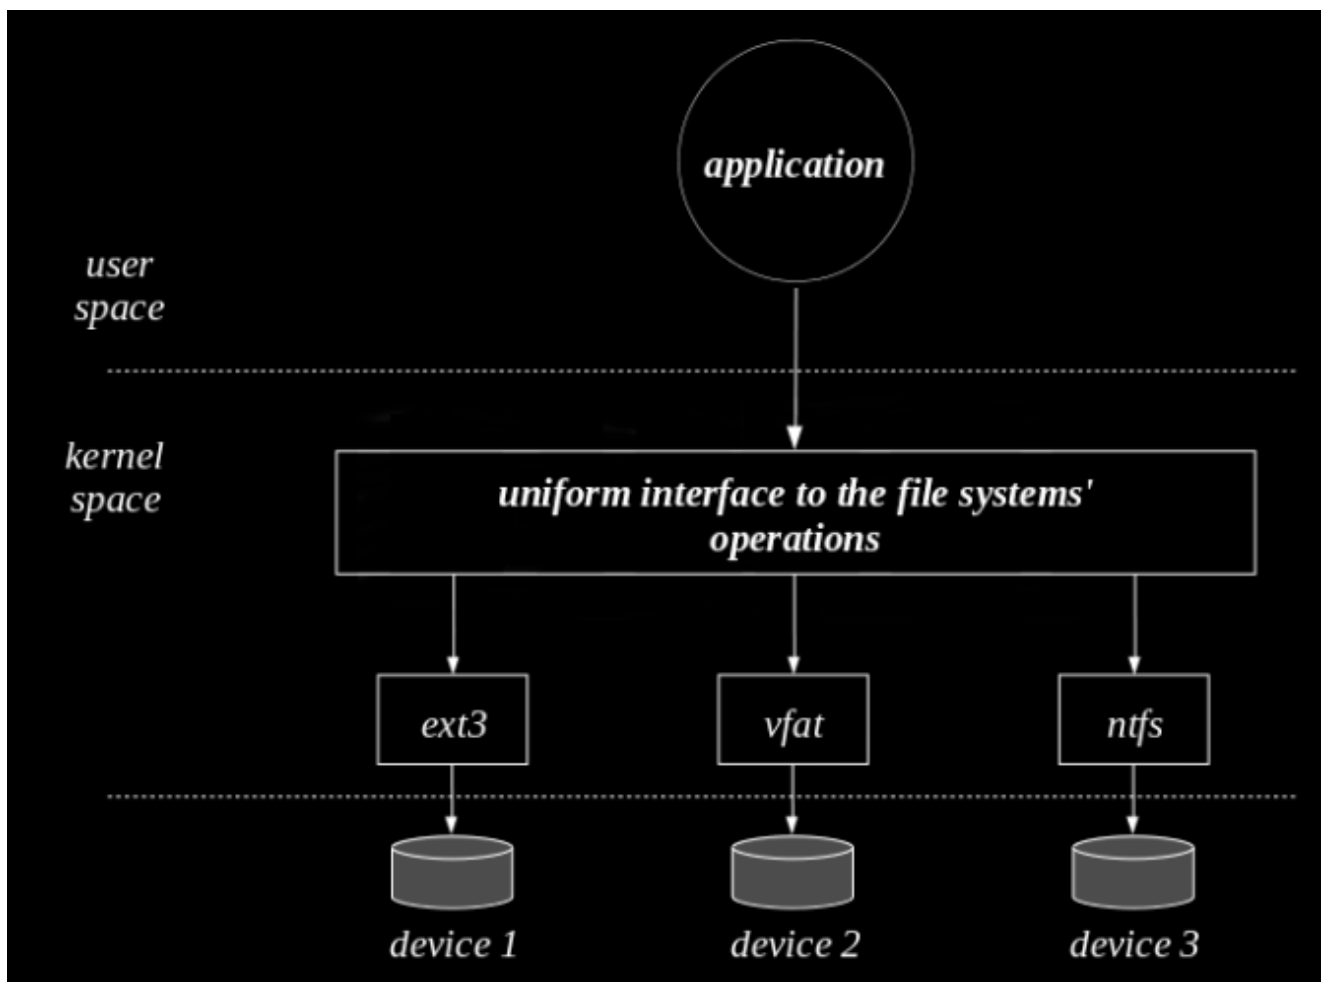 application
user
space
kernel
space
uniform interface to the file systems'
operations
ext3
vfat
ntfs
device 1
device 2
device 3